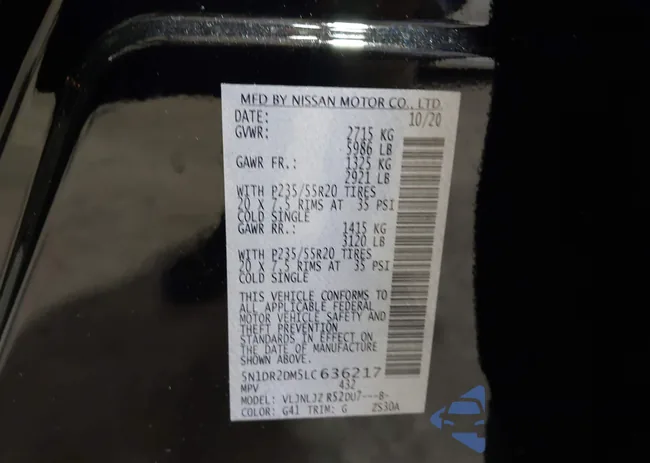 MFD BY NISSAN MOTOR CO., LTD.
DATE: 10/20
GVWR: 2715 KG
5986 LB
GAWR FR.: 1325 KG
2921 LB
WITH P235/55R20 TIRES
20 X 7.5 RIMS AT 35 PSI
COLD SINGLE
GAWR RR.: 1415 KG
3120 LB
WITH P235/55R20 TIRES
20 X 7.5 RIMS AT 35 PSI
COLD SINGLE
THIS VEHICLE CONFORMS TO
ALL APPLICABLE FEDERAL
MOTOR VEHICLE SAFETY AND
THEFT PREVENTION
STANDARDS IN EFFECT ON
THE DATE OF MANUFACTURE
SHOWN ABOVE.
5N1DR2DM5LC636217
MPV 432
MODEL: VLJNLJZ R52DU7---B-
COLOR: G41 TRIM: G ZS30A